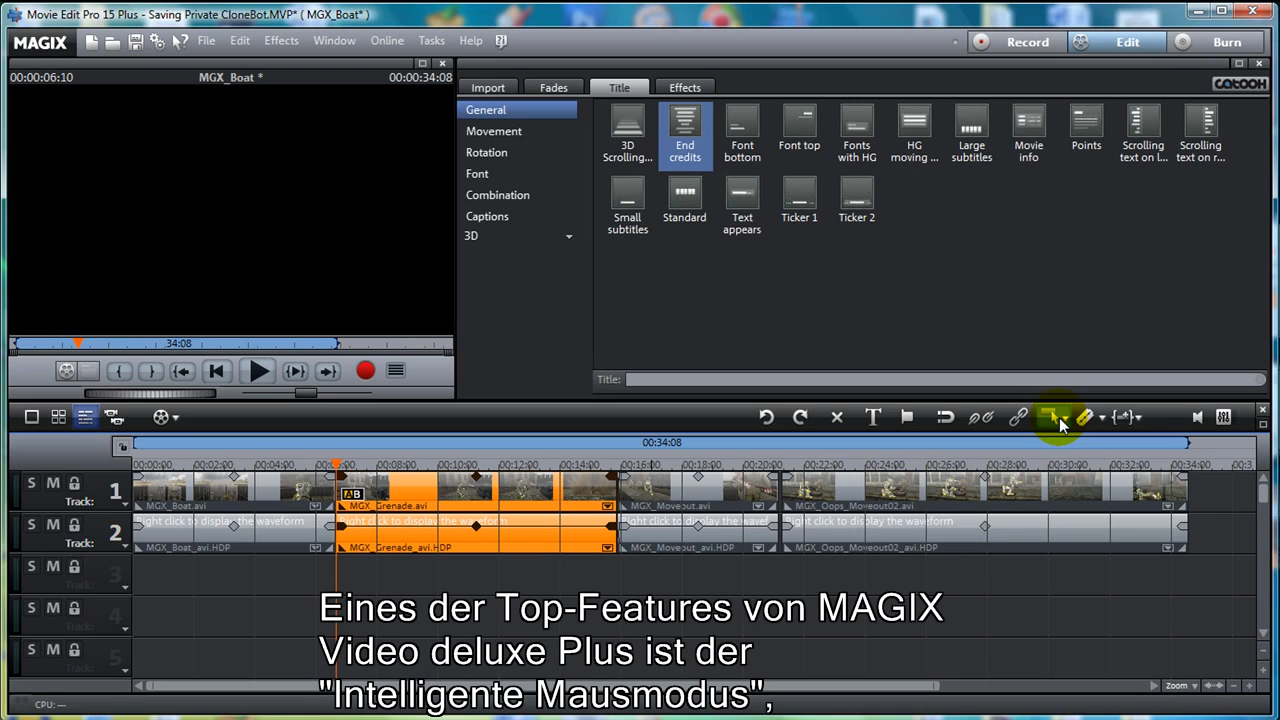 Movie Edit Pro 15 Plus - Saving Private CloneBot.MVP* ( MGX_Boat* )
MAGIX File Edit Effects Window Online Tasks Help Record Edit Burn
00:00:06:10 MGX_Boat * 00:00:34:08
Import Fades Title Effects catooh
General
Movement
Rotation
Font
Combination
Captions
3D
3D Scrolling...
End credits
Font bottom
Font top
Fonts with HG
HG moving ...
Large subtitles
Movie info
Points
Scrolling text on l...
Scrolling text on r...
Small subtitles
Standard
Text appears
Ticker 1
Ticker 2
34:08
Title:
00:34:08
00:00:00 00:02:00 00:04:00 00:08:00 00:10:00 00:12:00 00:14:00 00:16:00 00:18:00 00:20:00 00:22:00 00:24:00 00:26:00 00:28:00 00:30:00 00:32:00 00:34:00 00:3
S M Track: 1
AB
MGX_Boat.avi MGX_Grenade.avi MGX_Moveout.avi MGX_Oops_Moveout02.avi
S M Track: 2
Right click to display the waveform Right click to display the waveform Right click to display the wavef Right click to display the waveform
MGX_Boat_avi.HDP MGX_Grenade_avi.HDP MGX_Moveout_avi.HDP MGX_Oops_Moveout02_avi.HDP
S M Track: 3
S M Track: 4
S M Track: 5
Eines der Top-Features von MAGIX
Video deluxe Plus ist der
"Intelligente Mausmodus",
Zoom
CPU: —